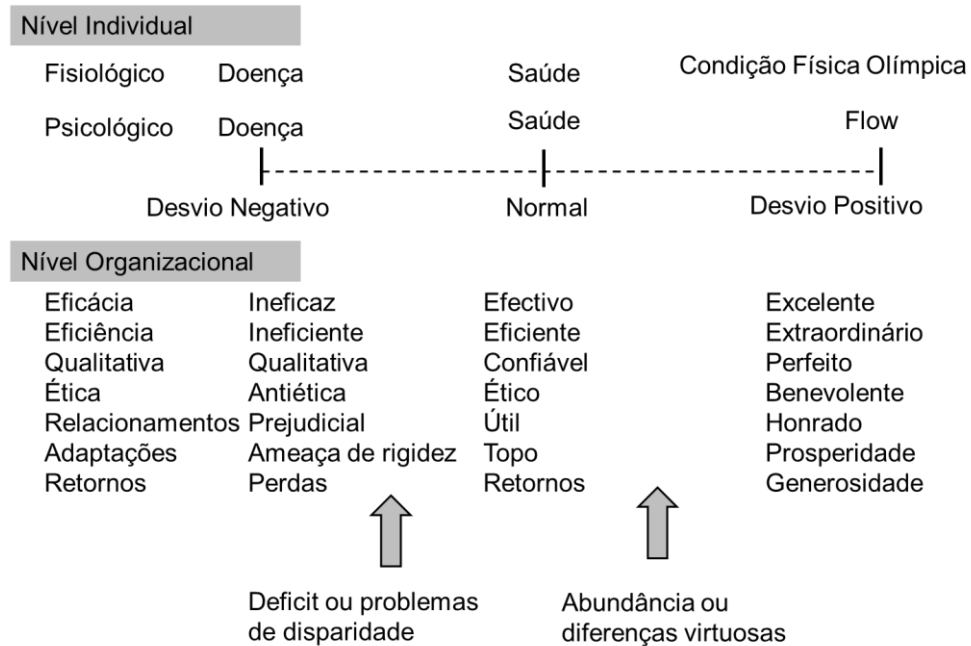 Nível Individual
Fisiológico Doença Saúde Condição Física Olímpica
Psicológico Doença Saúde Flow
Desvio Negativo Normal Desvio Positivo
Nível Organizacional
Eficácia Ineficaz Efectivo Excelente
Eficiência Ineficiente Eficiente Extraordinário
Qualitativa Qualitativa Confiável Perfeito
Ética Antiética Ético Benevolente
Relacionamentos Prejudicial Útil Honrado
Adaptações Ameaça de rigidez Topo Prosperidade
Retornos Perdas Retornos Generosidade
Deficit ou problemas
de disparidade
Abundância ou
diferenças virtuosas